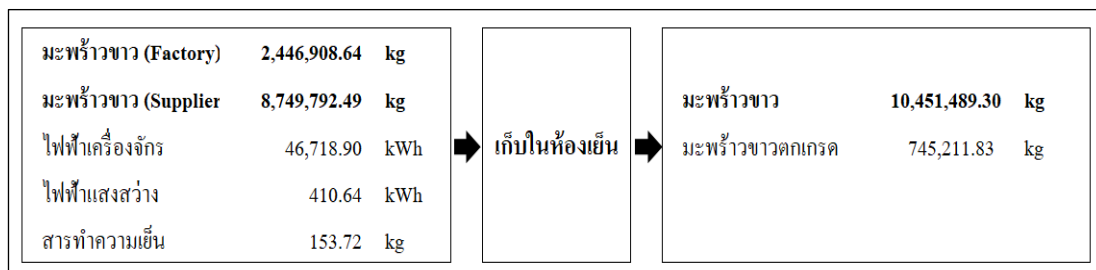 มะพร้าวขาว (Factory) 2,446,908.64 kg
มะพร้าวขาว (Supplier 8,749,792.49 kg
ไฟฟ้าเครื่องจักร 46,718.90 kWh
ไฟฟ้าแสงสว่าง 410.64 kWh
สารทำความเย็น 153.72 kg
เก็บในห้องเย็น
มะพร้าวขาว 10,451,489.30 kg
มะพร้าวขาวตกเกรด 745,211.83 kg